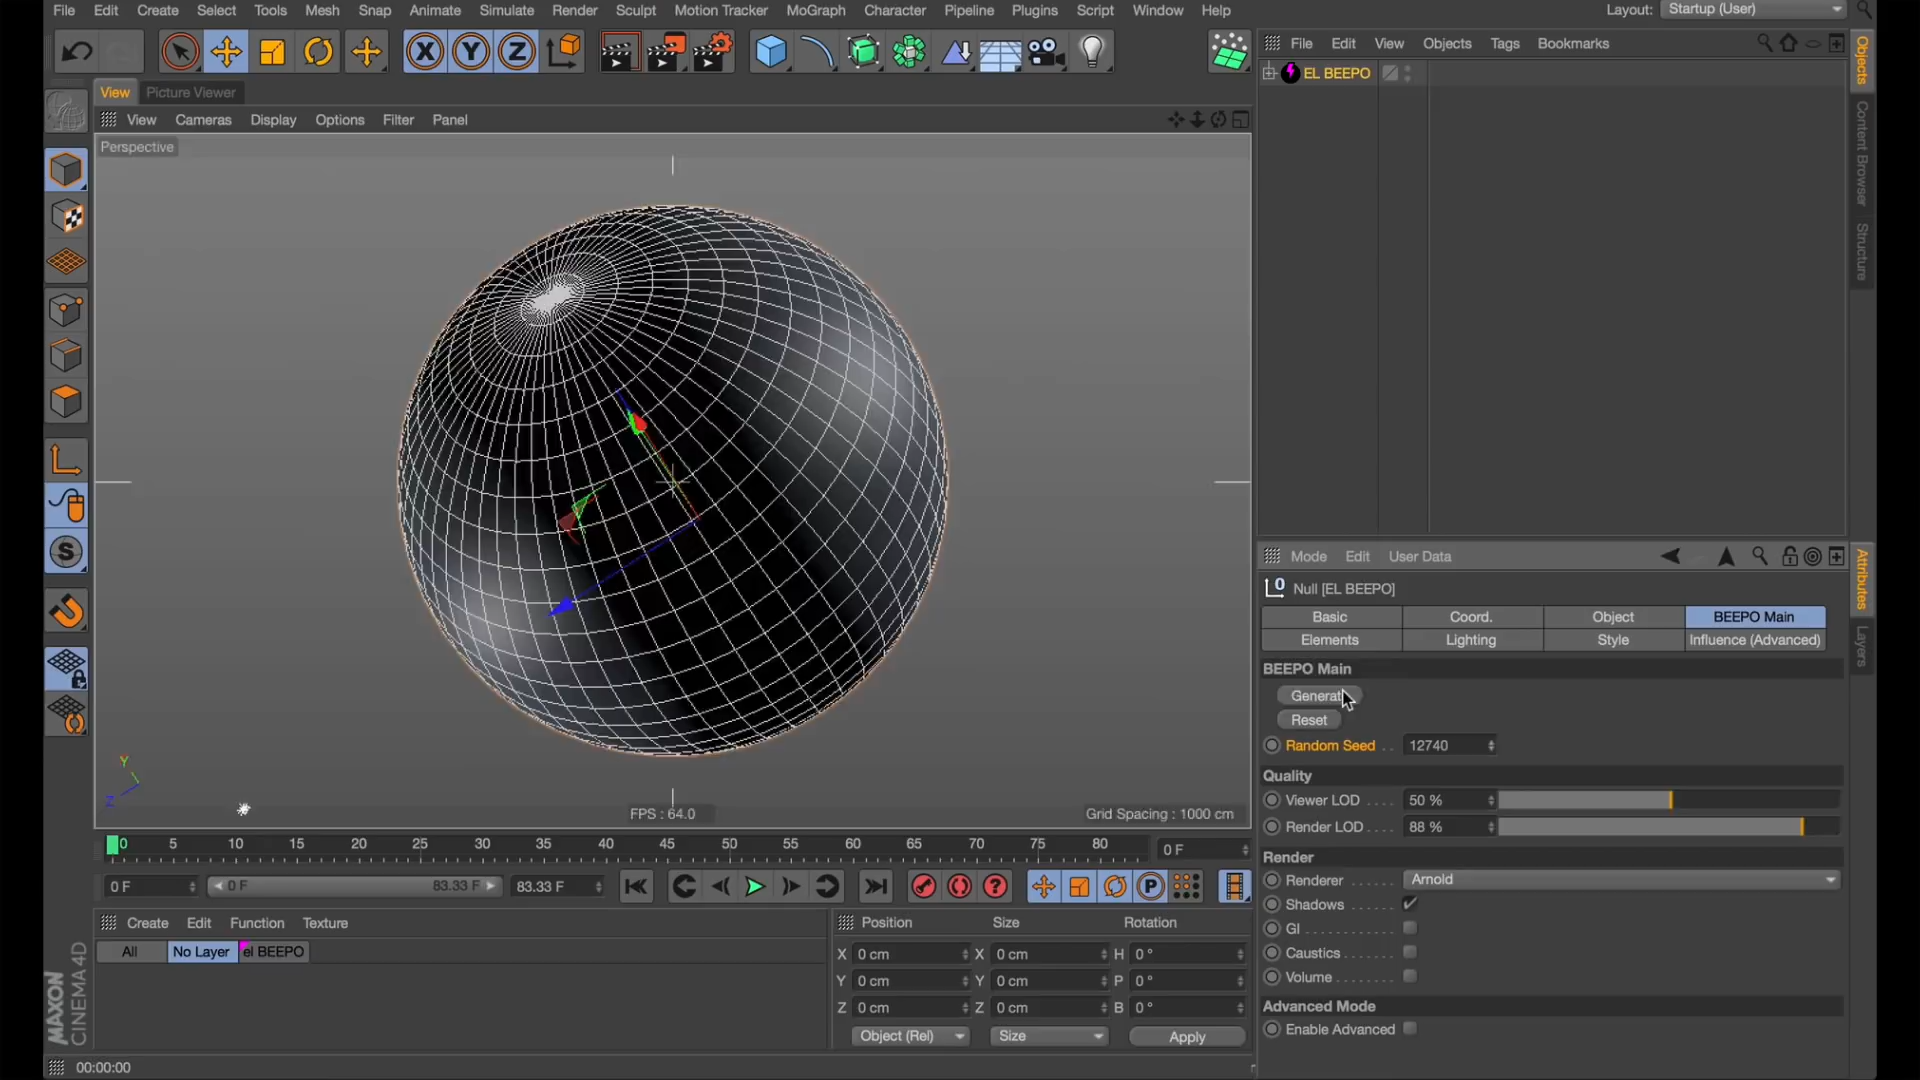 File Edit Create Select Tools Mesh Snap Animate Simulate Render Sculpt Motion Tracker MoGraph Character Pipeline Plugins Script Window Help Layout: Startup (User)
X Y Z
File Edit View Objects Tags Bookmarks
EL BEEPO
Objects
Content Browser
Structure
View Picture Viewer
View Cameras Display Options Filter Panel
Perspective
Y
Z
FPS : 64.0
Grid Spacing : 1000 cm
S
Mode Edit User Data
Attributes
Layers
0 Null [EL BEEPO]
Basic Coord. Object BEEPO Main
Elements Lighting Style Influence (Advanced)
BEEPO Main
Generat
Reset
Random Seed . . 12740
Quality
Viewer LOD . . . . 50 %
Render LOD . . . . 88 %
Render
Renderer . . . . . . Arnold
Shadows . . . . . .
GI . . . . . . . . . . .
Caustics . . . . . . .
Volume . . . . . . . .
Advanced Mode
Enable Advanced
0 5 10 15 20 25 30 35 40 45 50 55 60 65 70 75 80 0 F
0 F 0 F 83.33 F 83.33 F
? P
Create Edit Function Texture
All No Layer el BEEPO
Position Size Rotation
X 0 cm X 0 cm H 0 °
Y 0 cm Y 0 cm P 0 °
Z 0 cm Z 0 cm B 0 °
Object (Rel) Size Apply
MAXON
CINEMA 4D
00:00:00